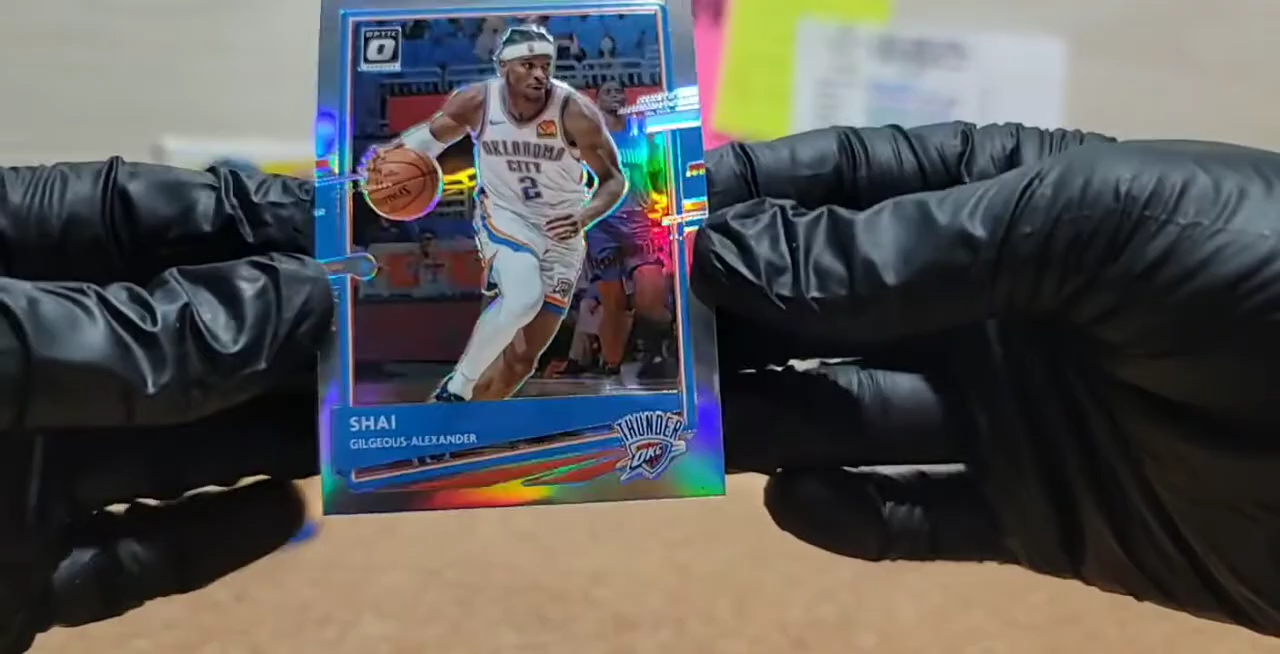 OPTIC
OKLAHOMA
CITY
2
SHAI
GILGEOUS-ALEXANDER
THUNDER
OKC